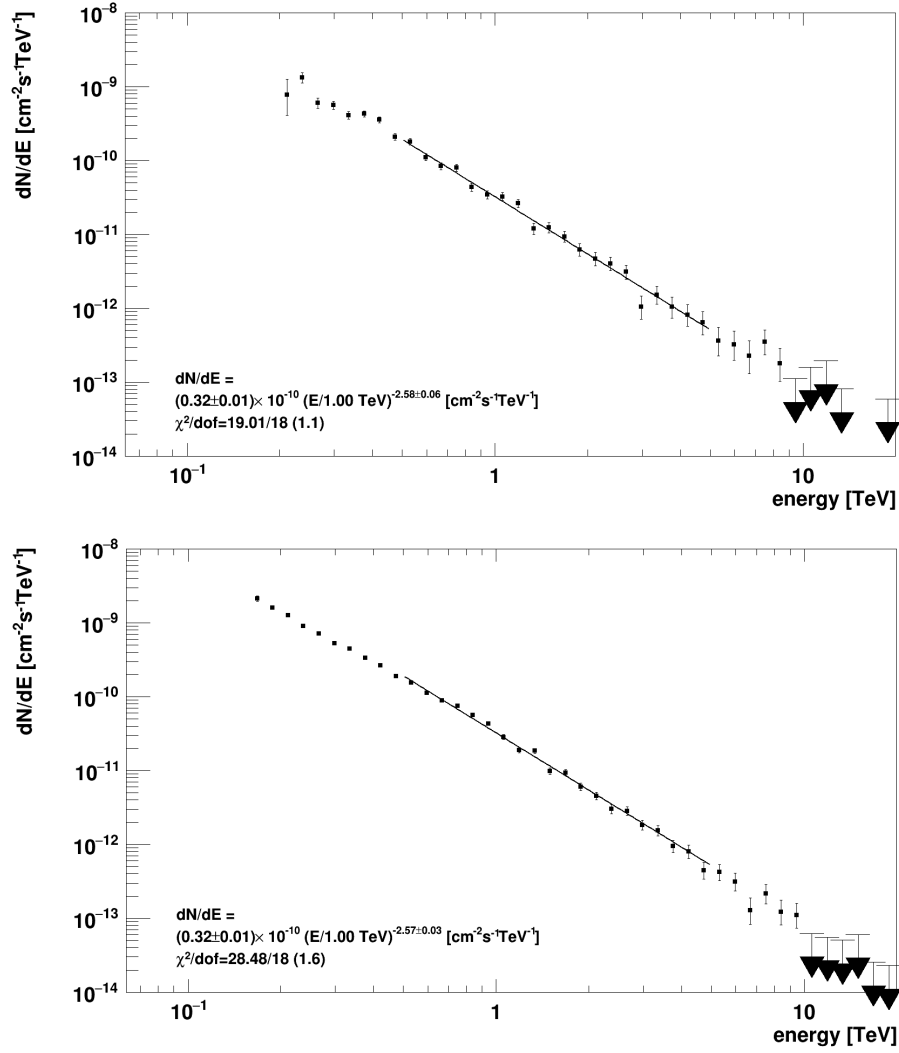 dN/dE [cm⁻²s⁻¹TeV⁻¹]
10⁻⁸
10⁻⁹
10⁻¹⁰
10⁻¹¹
10⁻¹²
10⁻¹³
10⁻¹⁴
dN/dE =
(0.32±0.01)× 10⁻¹⁰ (E/1.00 TeV)⁻²·⁵⁸±⁰·⁰⁶ [cm⁻²s⁻¹TeV⁻¹]
χ²/dof=19.01/18 (1.1)
10⁻¹ 1 10
energy [TeV]
dN/dE [cm⁻²s⁻¹TeV⁻¹]
10⁻⁸
10⁻⁹
10⁻¹⁰
10⁻¹¹
10⁻¹²
10⁻¹³
10⁻¹⁴
dN/dE =
(0.32±0.01)× 10⁻¹⁰ (E/1.00 TeV)⁻²·⁵⁷±⁰·⁰³ [cm⁻²s⁻¹TeV⁻¹]
χ²/dof=28.48/18 (1.6)
10⁻¹ 1 10
energy [TeV]